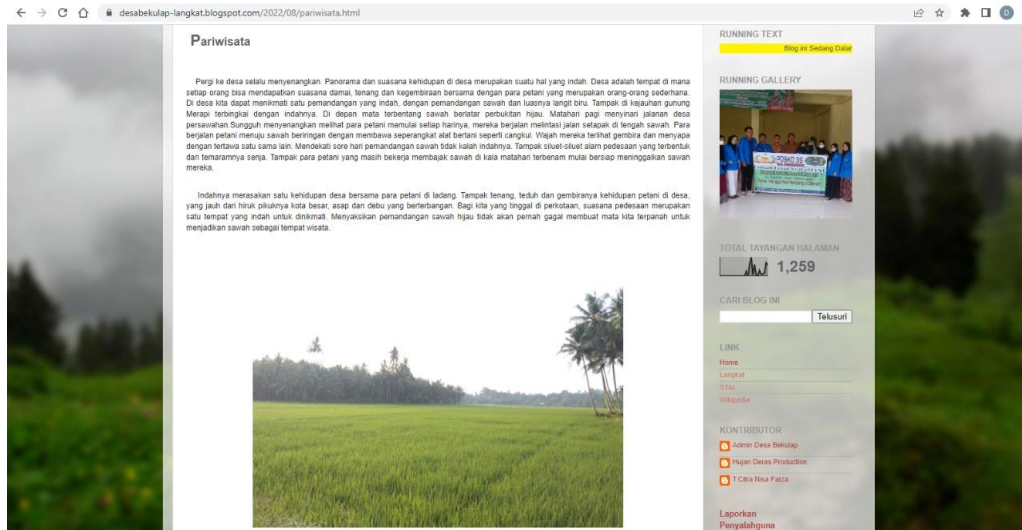 desabekulap-langkat.blogspot.com/2022/08/pariwisata.html
Pariwisata
Pergi ke desa selalu menyenangkan. Panorama dan suasana kehidupan di desa merupakan suatu hal yang indah. Desa adalah tempat di mana
setiap orang bisa mendapatkan suasana damai, tenang dan kegembiraan bersama dengan para petani yang merupakan orang-orang sederhana.
Di desa kita dapat menikmati satu pemandangan yang indah, dengan pemandangan sawah dan luasnya langit biru. Tampak di kejauhan gunung
Merapi terbingkai dengan indahnya. Di depan mata terbentang sawah berlatar perbukitan hijau. Matahari pagi menyinari jalanan desa
persawahan.Sungguh menyenangkan melihat para petani memulai setiap harinya, mereka berjalan melintasi jalan setapak di tengah sawah. Para
berjalan petani menuju sawah beriringan dengan membawa seperangkat alat bertani seperti cangkul. Wajah mereka terlihat gembira dan menyapa
dengan tertawa satu sama lain. Mendekati sore hari pemandangan sawah tidak kalah indahnya. Tampak siluet-siluet alam pedesaan yang terbentuk
dari temaramnya senja. Tampak para petani yang masih bekerja membajak sawah di kala matahari terbenam mulai bersiap meninggalkan sawah
mereka.
Indahnya merasakan satu kehidupan desa bersama para petani di ladang. Tampak tenang, teduh dan gembiranya kehidupan petani di desa,
yang jauh dari hiruk pikuknya kota besar, asap dan debu yang berterbangan. Bagi kita yang tinggal di perkotaan, suasana pedesaan merupakan
satu tempat yang indah untuk dinikmati. Menyaksikan pemandangan sawah hijau tidak akan pernah gagal membuat mata kita terpanah untuk
menjadikan sawah sebagai tempat wisata.
RUNNING TEXT
Blog ini Sedang Dalar
RUNNING GALLERY
POSKO 35
TOTAL TAYANGAN HALAMAN
1,259
CARI BLOG INI
Telusuri
LINK
Home
Langkat
STAI
Wikipedia
KONTRIBUTOR
Admin Desa Bekulap
Hujan Deras Production
T.Citra Nisa Farza
Laporkan
Penyalahguna